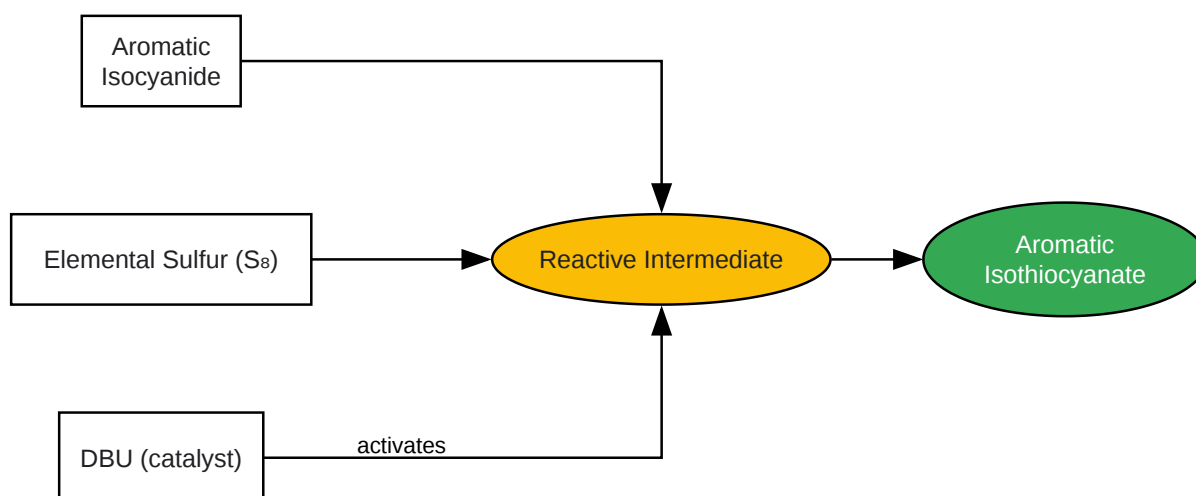 Aromatic
Isocyanide
Elemental Sulfur (S₈)
Reactive Intermediate
Aromatic
Isothiocyanate
DBU (catalyst)
activates